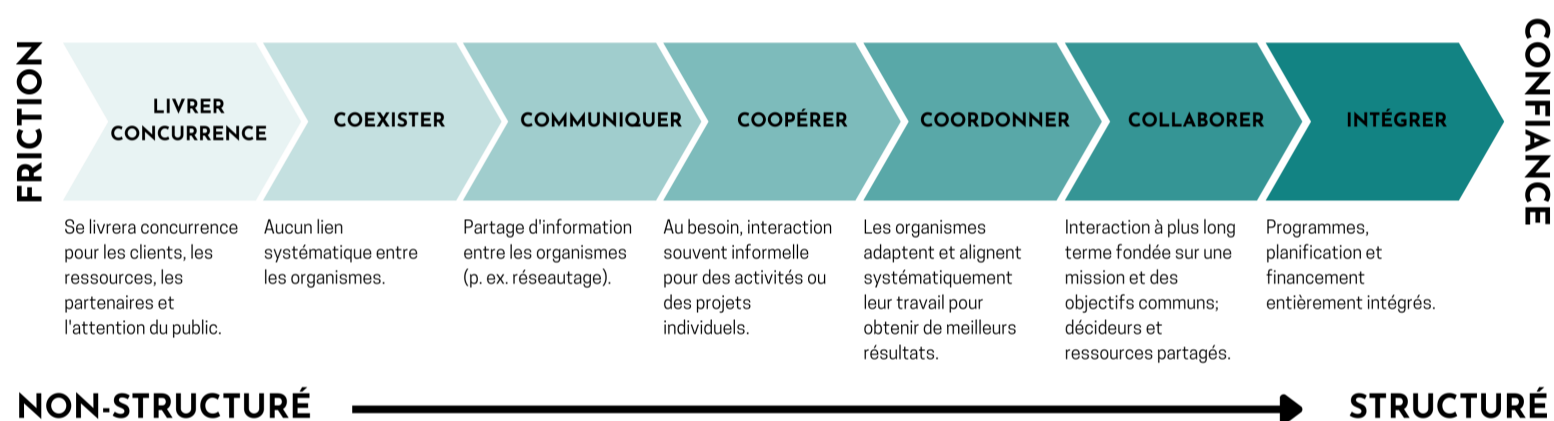 FRICTION
LIVRER
CONCURRENCE
COEXISTER
COMMUNIQUER
COOPÉRER
COORDONNER
COLLABORER
INTÉGRER
CONFIANCE
Se livrera concurrence
pour les clients, les
ressources, les
partenaires et
l'attention du public.
Aucun lien
systématique entre
les organismes.
Partage d'information
entre les organismes
(p. ex. réseautage).
Au besoin, interaction
souvent informelle
pour des activités ou
des projets
individuels.
Les organismes
adaptent et alignent
systématiquement
leur travail pour
obtenir de meilleurs
résultats.
Interaction à plus long
terme fondée sur une
mission et des
objectifs communs;
décideurs et
ressources partagés.
Programmes,
planification et
financement
entièrement intégrés.
NON-STRUCTURÉ
STRUCTURÉ